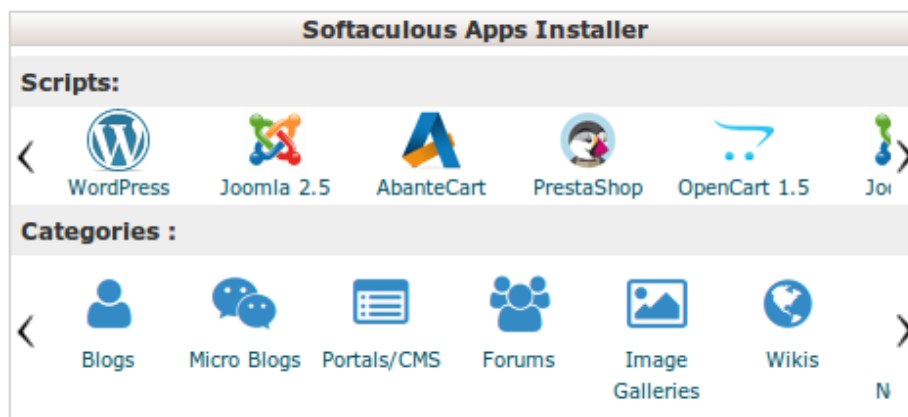 Softaculous Apps Installer
Scripts:
WordPress Joomla 2.5 AbanteCart PrestaShop OpenCart 1.5
Categories :
Blogs Micro Blogs Portals/CMS Forums Image Galleries Wikis